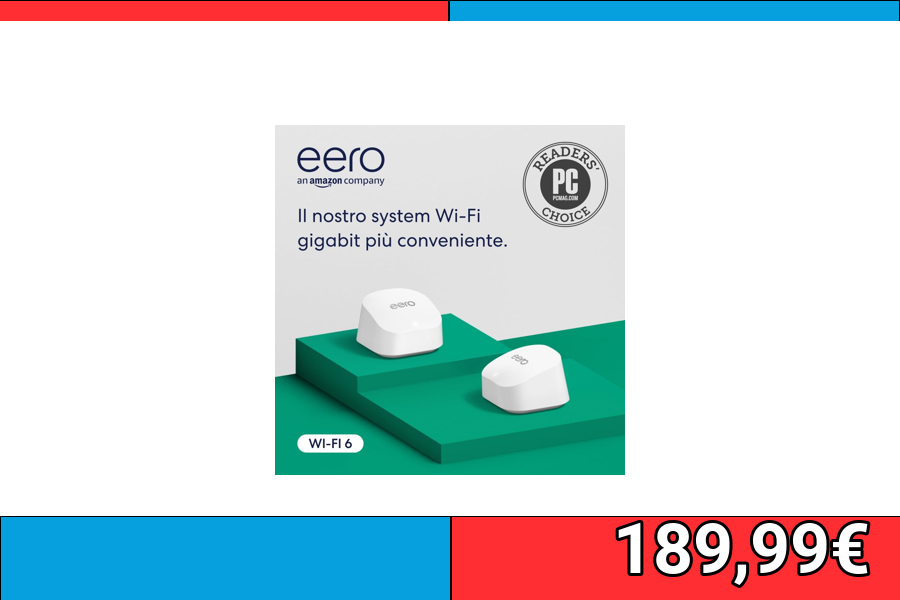 eero
an amazon company
READERS'
PC
PCMAG.COM
CHOICE
Il nostro system Wi-Fi
gigabit più conveniente.
eero
eero
WI-FI 6
189,99€